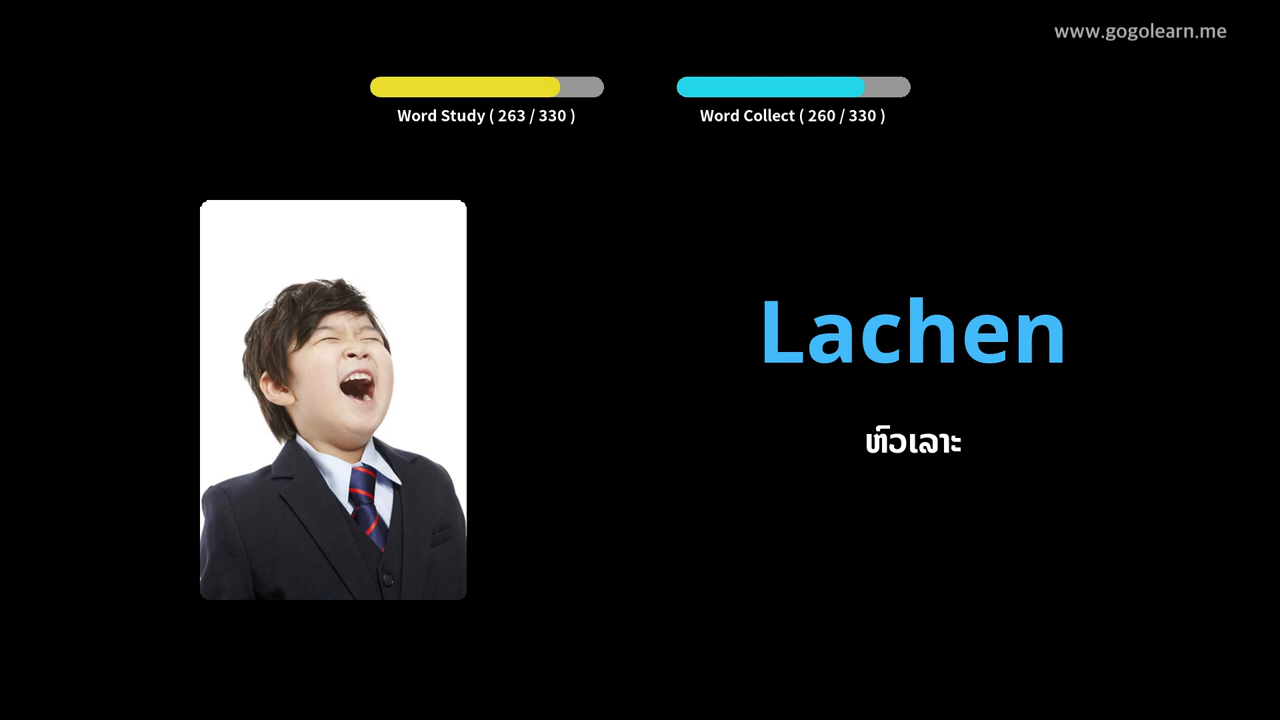 www.gogolearn.me
Word Study ( 263 / 330 )
Word Collect ( 260 / 330 )
Lachen
ຫົວເລາະ